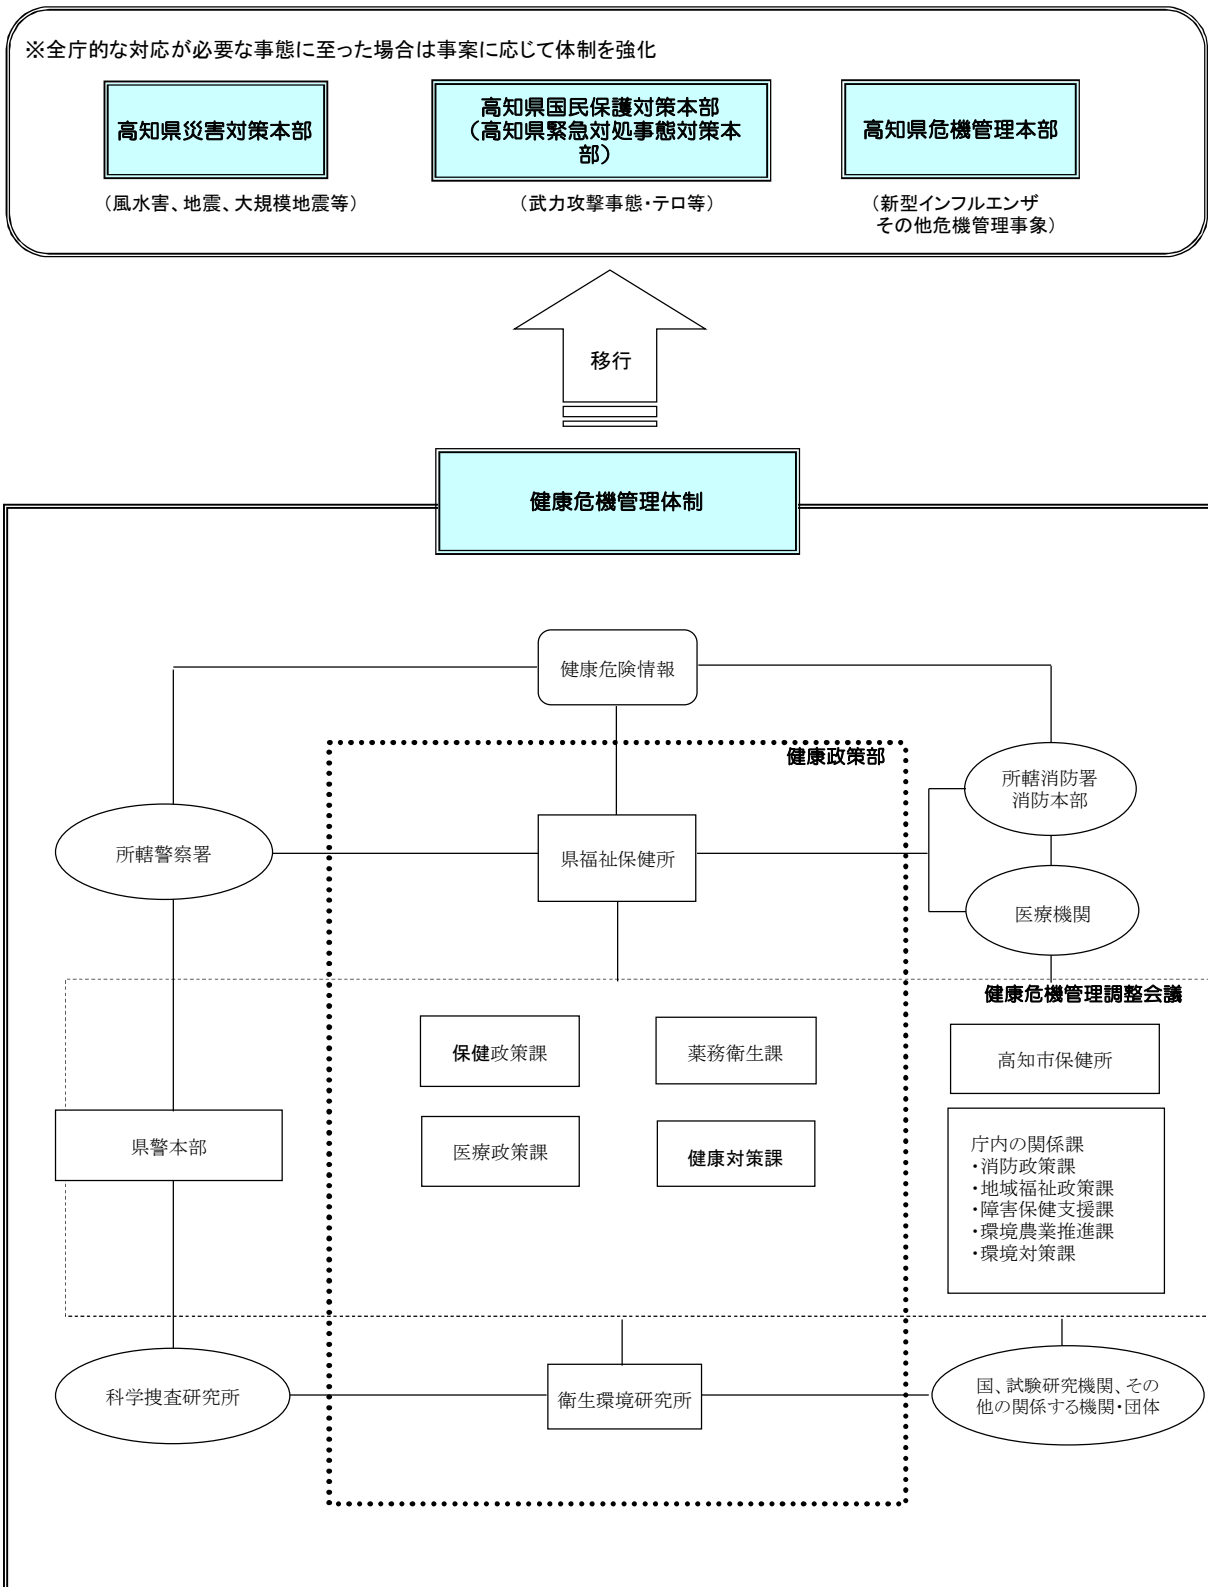 ※全庁的な対応が必要な事態に至った場合は事案に応じて体制を強化
高知県災害対策本部
高知県国民保護対策本部
（高知県緊急対処事態対策本
部）
高知県危機管理本部
（風水害、地震、大規模地震等）
（武力攻撃事態・テロ等）
（新型インフルエンザ
その他危機管理事象）
移行
健康危機管理体制
健康危険情報
健康政策部
所轄消防署
消防本部
所轄警察署
県福祉保健所
医療機関
健康危機管理調整会議
保健政策課
薬務衛生課
高知市保健所
県警本部
医療政策課
健康対策課
庁内の関係課
・消防政策課
・地域福祉政策課
・障害保健支援課
・環境農業推進課
・環境対策課
科学捜査研究所
衛生環境研究所
国、試験研究機関、その
他の関係する機関・団体